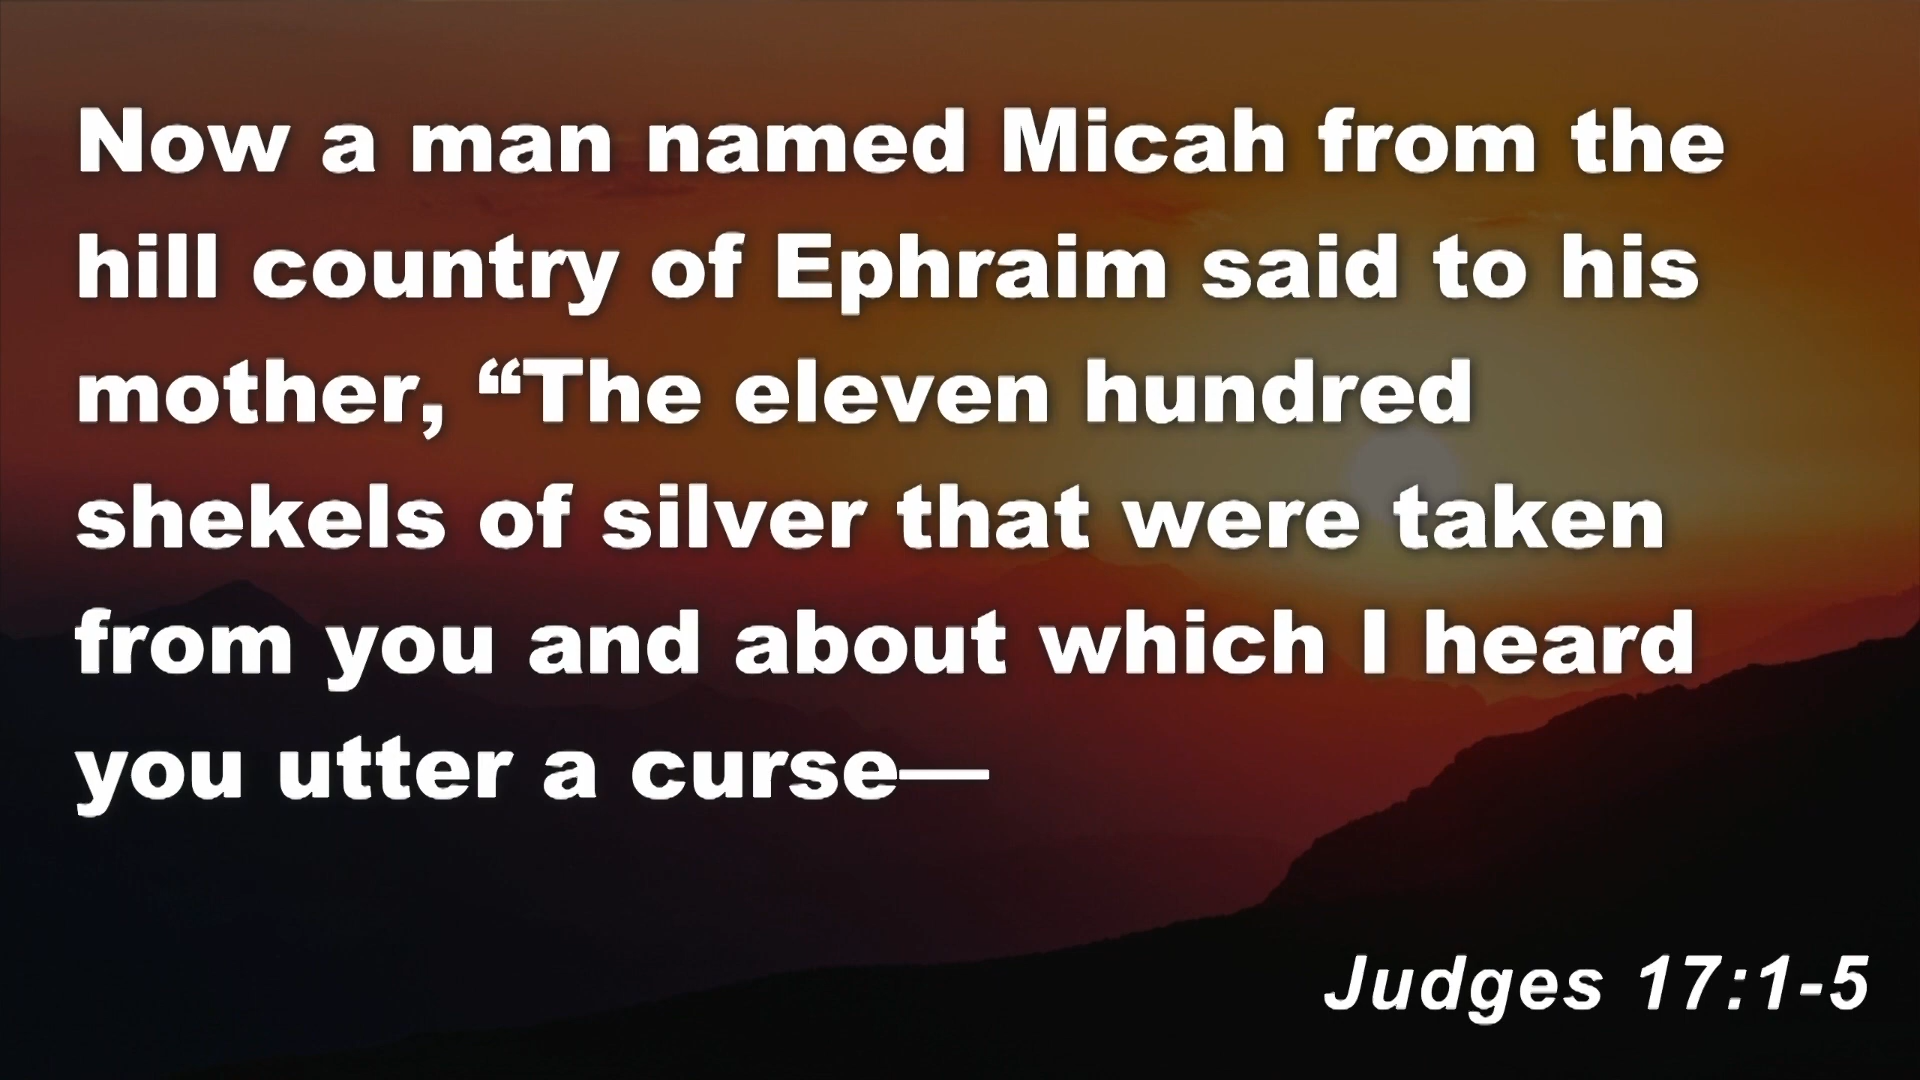 Now a man named Micah from the
hill country of Ephraim said to his
mother, “The eleven hundred
shekels of silver that were taken
from you and about which I heard
you utter a curse—
Judges 17:1-5